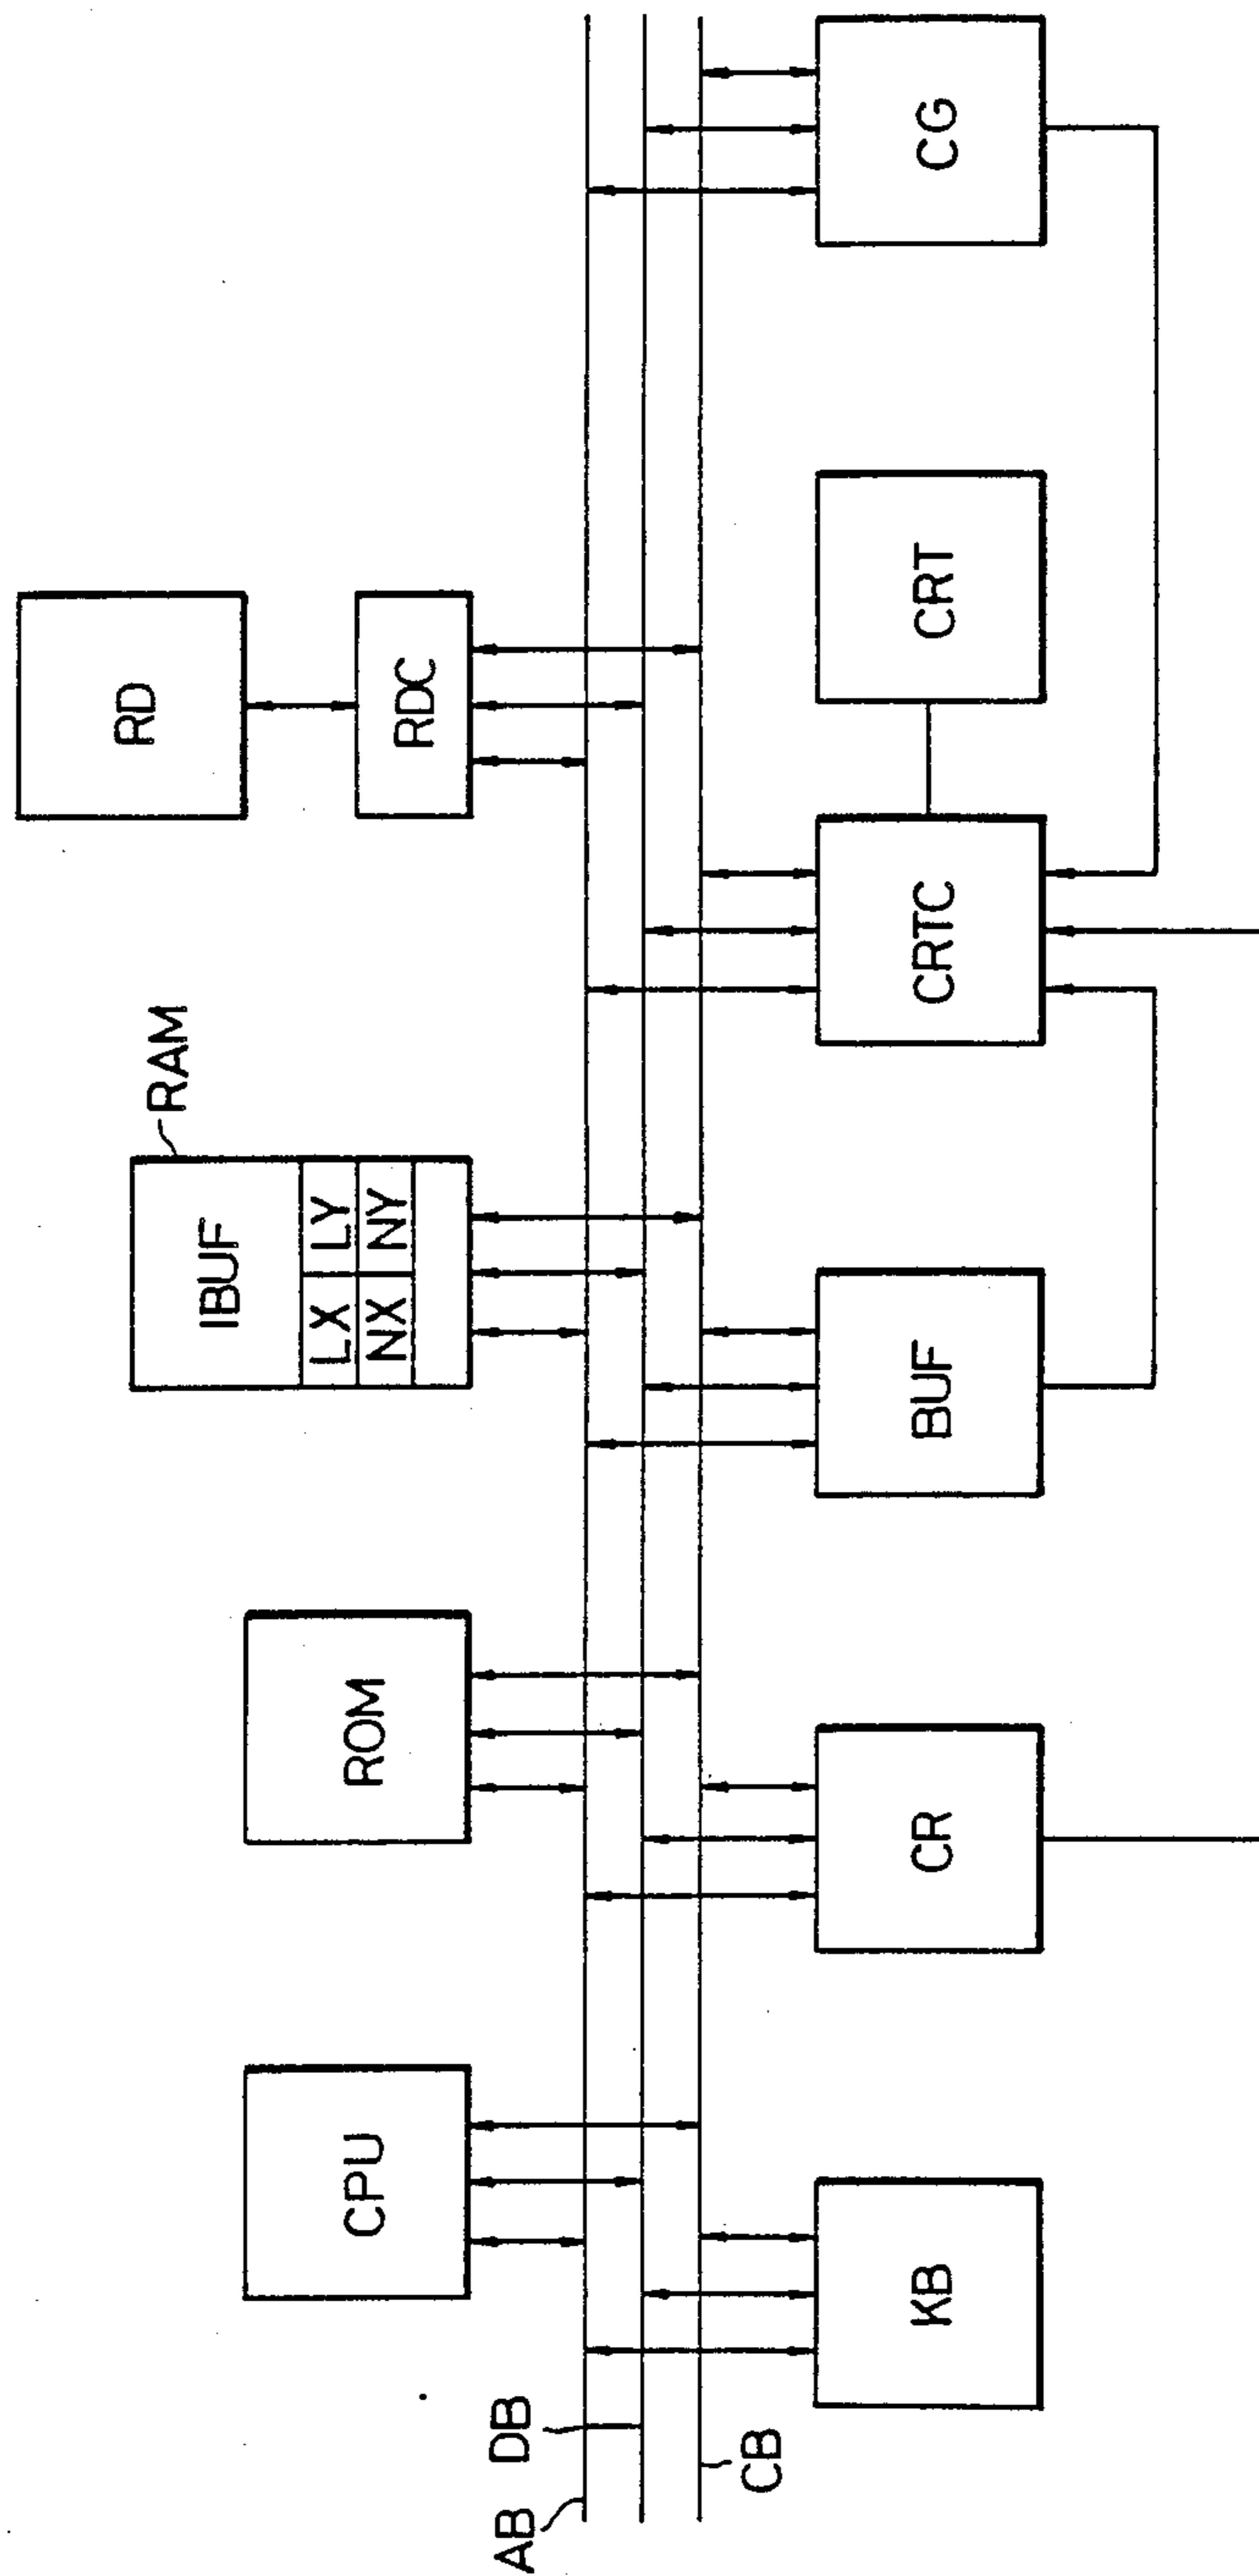 RD
RAM
IBUF
LX LY
NX NY
CPU
ROM
RDC
AB
DB
CB
KB
CR
BUF
CRTC
CRT
CG